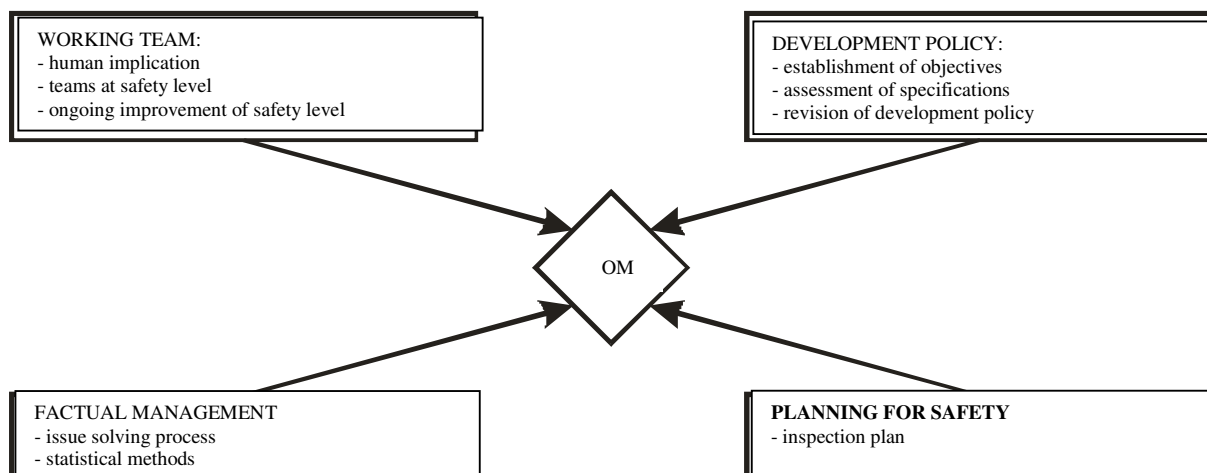 WORKING TEAM:
- human implication
- teams at safety level
- ongoing improvement of safety level
DEVELOPMENT POLICY:
- establishment of objectives
- assessment of specifications
- revision of development policy
OM
FACTUAL MANAGEMENT
- issue solving process
- statistical methods
PLANNING FOR SAFETY
- inspection plan